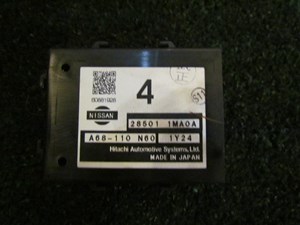 4
NISSAN
28501 1MA0A
A68-110 N60 1Y24
Hitachi Automotive Systems, Ltd.
MADE IN JAPAN